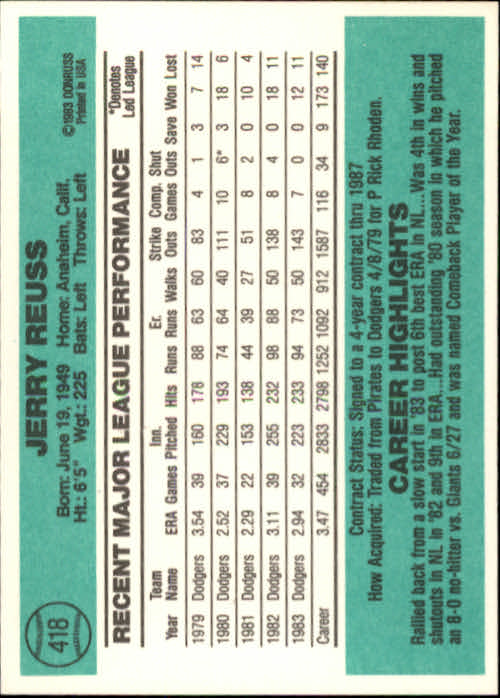 418
JERRY REUSS
©1983 DONRUSS
Printed in USA
Born: June 19, 1949 Home: Anaheim, Calif.
Ht.: 6'5" Wgt.: 225 Bats: Left Throws: Left
RECENT MAJOR LEAGUE PERFORMANCE
*Denotes
Led League
Team Inn. Er. Strike Comp. Shut
Year Name ERA Games Pitched Hits Runs Runs Walks Outs Games Outs Save Won Lost
1979 Dodgers 3.54 39 160 178 88 63 60 83 4 1 3 7 14
1980 Dodgers 2.52 37 229 193 74 64 40 111 10 6* 3 18 6
1981 Dodgers 2.29 22 153 138 44 39 27 51 8 2 0 10 4
1982 Dodgers 3.11 39 255 232 98 88 50 138 8 4 0 18 11
1983 Dodgers 2.94 32 223 233 94 73 50 143 7 0 0 12 11
Career 3.47 454 2833 2798 1252 1092 912 1587 116 34 9 173 140
Contract Status: Signed to a 4-year contract thru 1987
How Acquired: Traded from Pirates to Dodgers 4/8/79 for P Rick Rhoden.
CAREER HIGHLIGHTS
Rallied back from a slow start in '83 to post 6th best ERA in NL...Was 4th in wins and
shutouts in NL in '82 and 9th in ERA...Had outstanding '80 season in which he pitched
an 8-0 no-hitter vs. Giants 6/27 and was named Comeback Player of the Year.